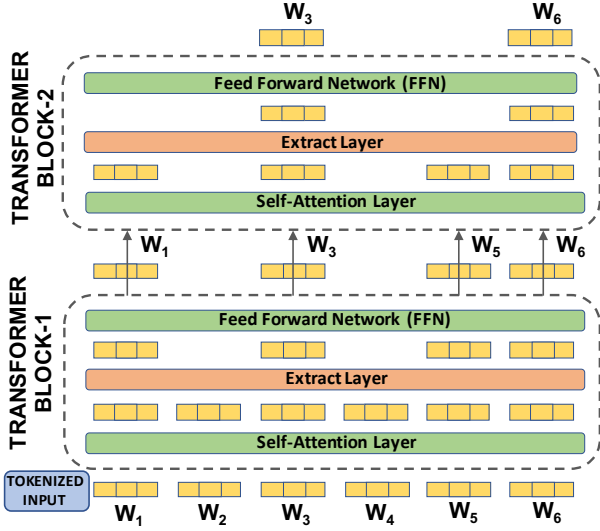 W3 W6
TRANSFORMER
BLOCK-2
Feed Forward Network (FFN)
Extract Layer
Self-Attention Layer
W1 W3 W5 W6
TRANSFORMER
BLOCK-1
Feed Forward Network (FFN)
Extract Layer
Self-Attention Layer
TOKENIZED
INPUT
W1 W2 W3 W4 W5 W6